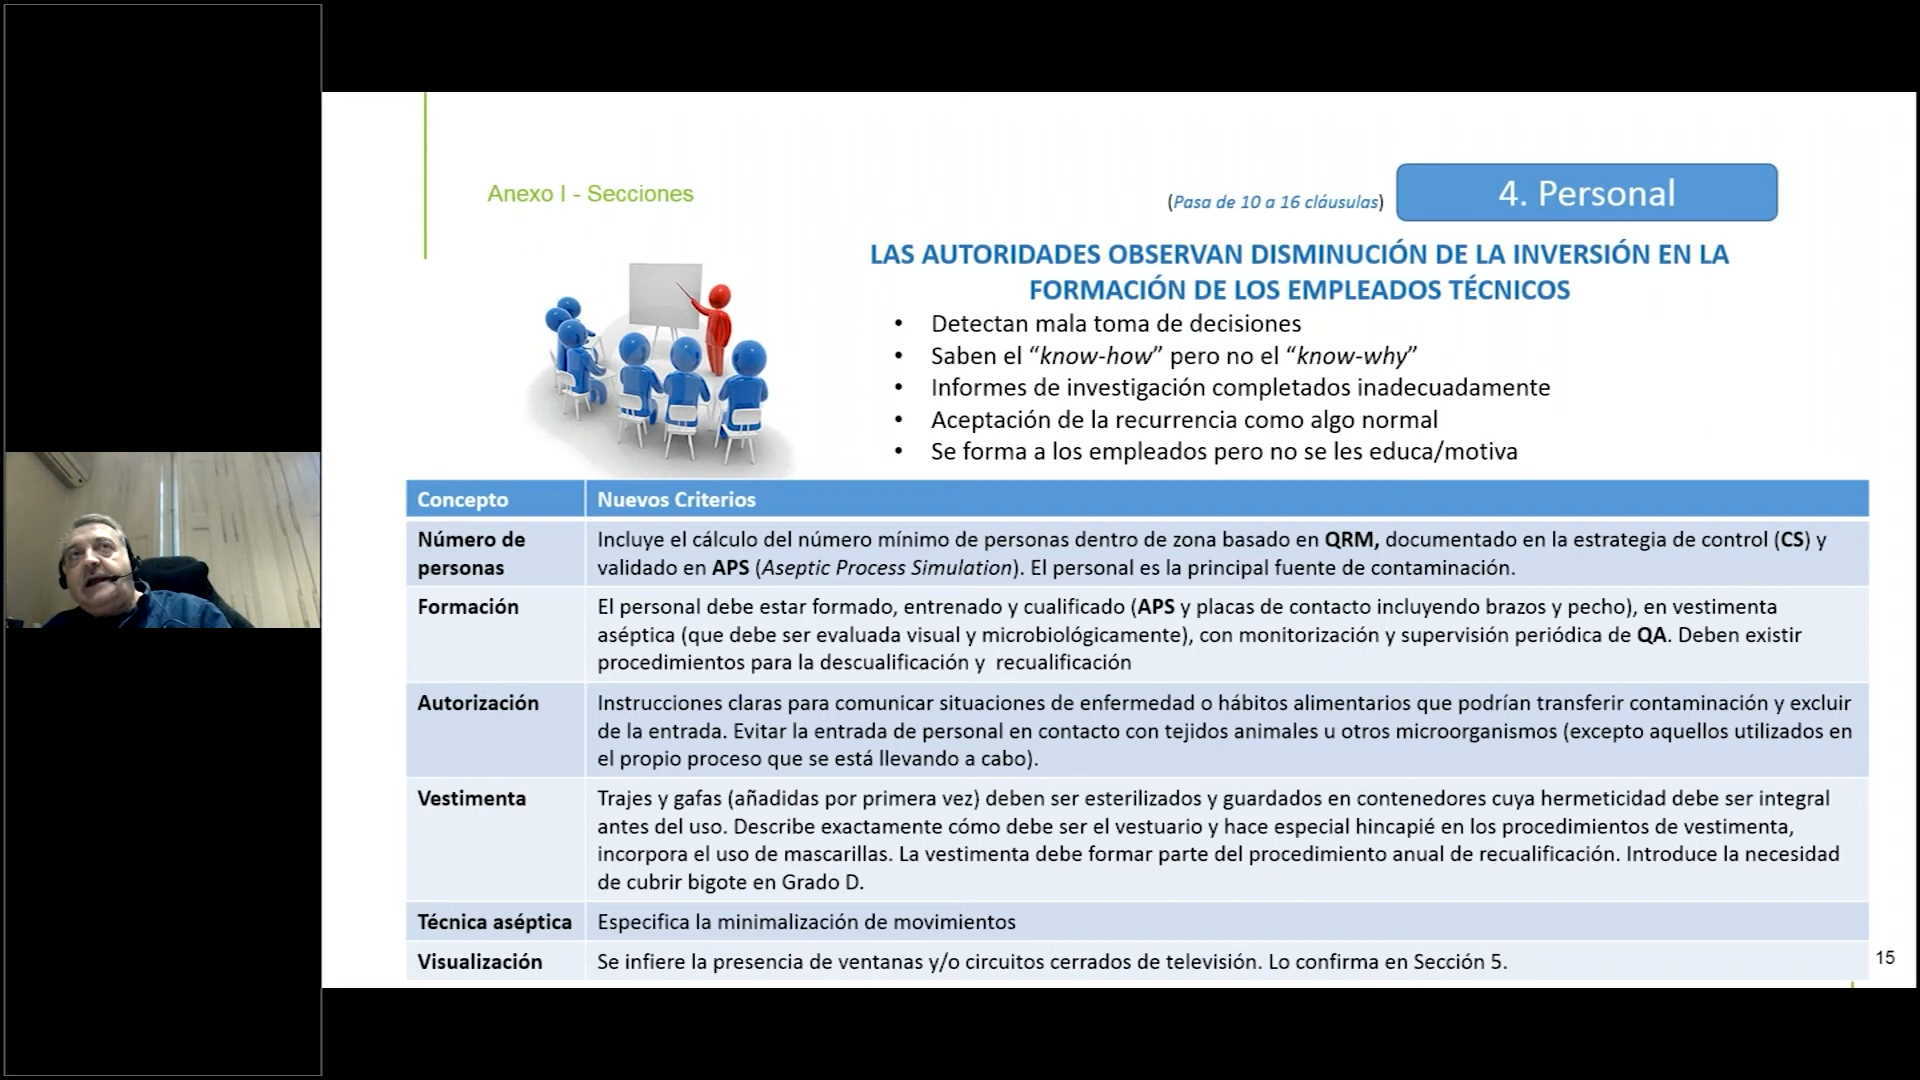 Anexo I - Secciones
(Pasa de 10 a 16 cláusulas)
4. Personal
LAS AUTORIDADES OBSERVAN DISMINUCIÓN DE LA INVERSIÓN EN LA
FORMACIÓN DE LOS EMPLEADOS TÉCNICOS
• Detectan mala toma de decisiones
• Saben el “know-how” pero no el “know-why”
• Informes de investigación completados inadecuadamente
• Aceptación de la recurrencia como algo normal
• Se forma a los empleados pero no se les educa/motiva
Concepto
Nuevos Criterios
Número de
personas
Incluye el cálculo del número mínimo de personas dentro de zona basado en QRM, documentado en la estrategia de control (CS) y
validado en APS (Aseptic Process Simulation). El personal es la principal fuente de contaminación.
Formación
El personal debe estar formado, entrenado y cualificado (APS y placas de contacto incluyendo brazos y pecho), en vestimenta
aséptica (que debe ser evaluada visual y microbiológicamente), con monitorización y supervisión periódica de QA. Deben existir
procedimientos para la descualificación y recualificación
Autorización
Instrucciones claras para comunicar situaciones de enfermedad o hábitos alimentarios que podrían transferir contaminación y excluir
de la entrada. Evitar la entrada de personal en contacto con tejidos animales u otros microorganismos (excepto aquellos utilizados en
el propio proceso que se está llevando a cabo).
Vestimenta
Trajes y gafas (añadidas por primera vez) deben ser esterilizados y guardados en contenedores cuya hermeticidad debe ser integral
antes del uso. Describe exactamente cómo debe ser el vestuario y hace especial hincapié en los procedimientos de vestimenta,
incorpora el uso de mascarillas. La vestimenta debe formar parte del procedimiento anual de recualificación. Introduce la necesidad
de cubrir bigote en Grado D.
Técnica aséptica
Especifica la minimalización de movimientos
Visualización
Se infiere la presencia de ventanas y/o circuitos cerrados de televisión. Lo confirma en Sección 5.
15